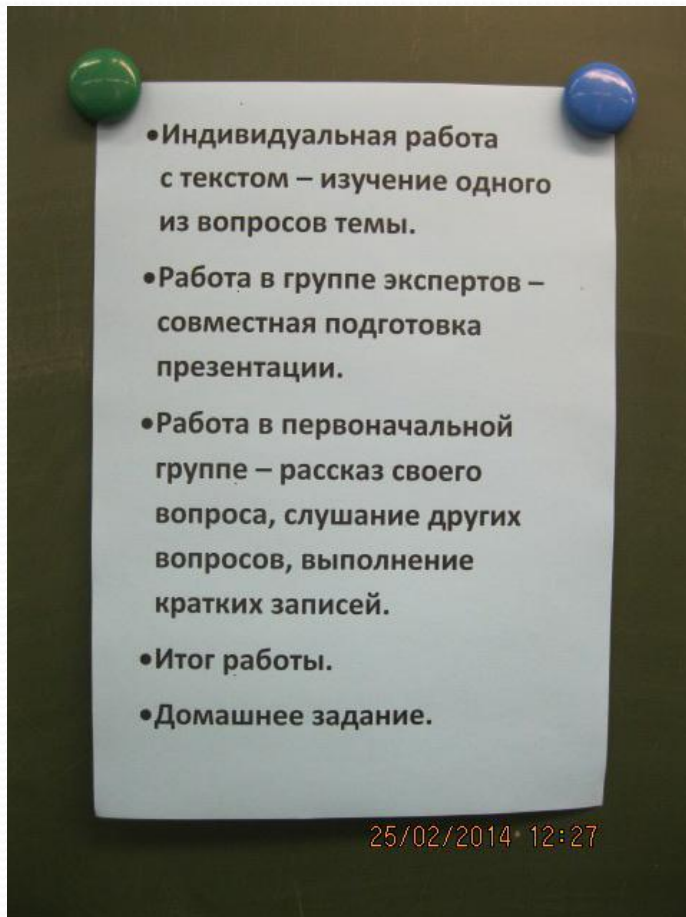 •Индивидуальная работа
с текстом – изучение одного
из вопросов темы.
•Работа в группе экспертов –
совместная подготовка
презентации.
•Работа в первоначальной
группе – рассказ своего
вопроса, слушание других
вопросов, выполнение
кратких записей.
•Итог работы.
•Домашнее задание.
25/02/2014 12:27